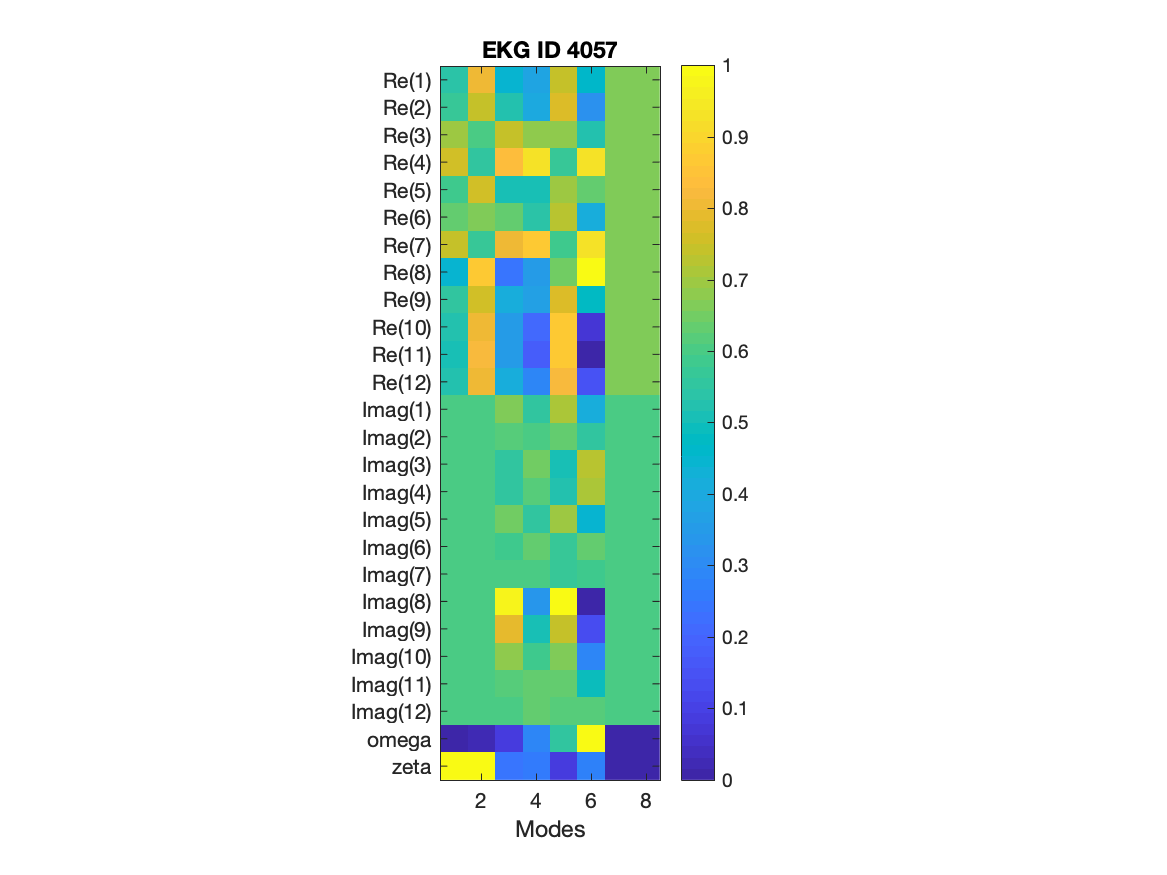 EKG ID 4057
Re(1)
Re(2)
Re(3)
Re(4)
Re(5)
Re(6)
Re(7)
Re(8)
Re(9)
Re(10)
Re(11)
Re(12)
Imag(1)
Imag(2)
Imag(3)
Imag(4)
Imag(5)
Imag(6)
Imag(7)
Imag(8)
Imag(9)
Imag(10)
Imag(11)
Imag(12)
omega
zeta
2 4 6 8
Modes
1
0.9
0.8
0.7
0.6
0.5
0.4
0.3
0.2
0.1
0